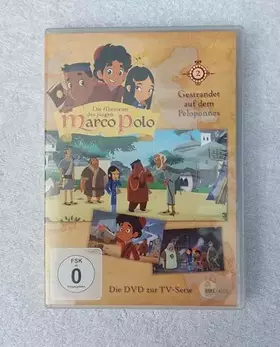 2
Gestrandet
auf dem
Peloponnes
Die Abenteuer
des jungen
Marco Polo
FSK
0
Die DVD zur TV-Serie